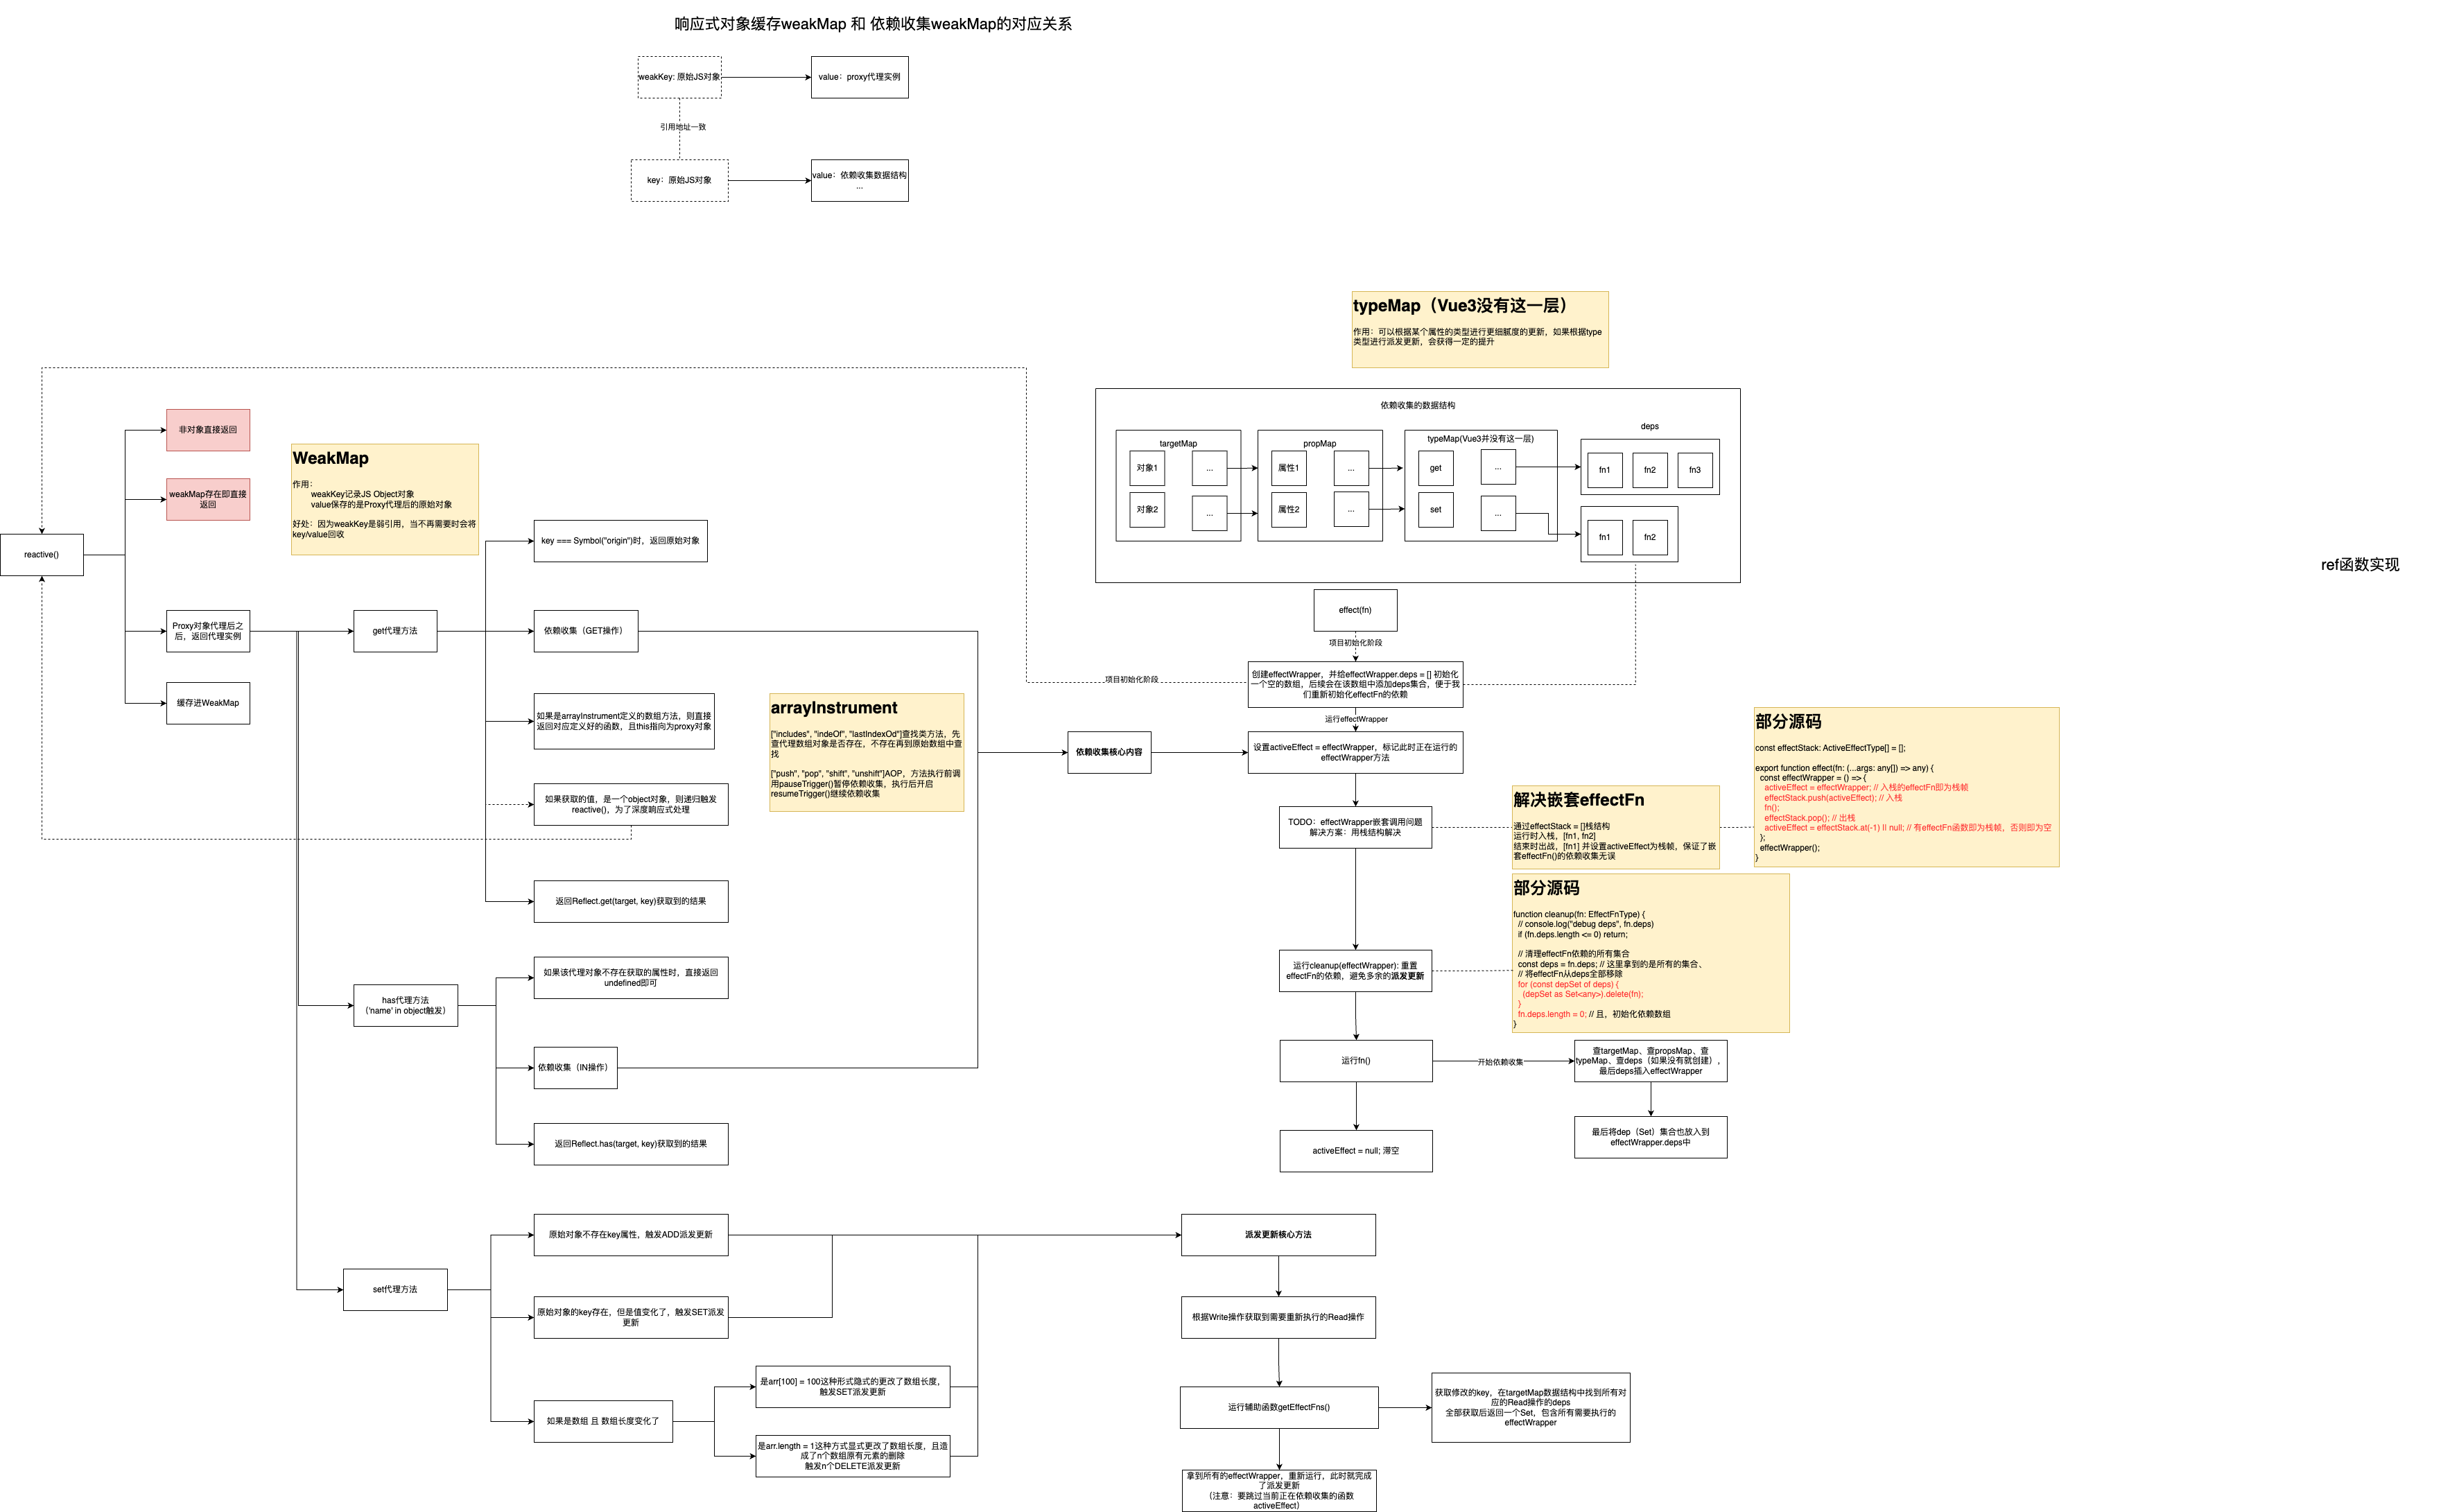 响应式对象缓存weakMap 和 依赖收集weakMap的对应关系
weakKey: 原始JS对象
value：proxy代理实例
引用地址一致
key：原始JS对象
value：依赖收集数据结构
...
typeMap（Vue3没有这一层）
作用：可以根据某个属性的类型进行更细腻度的更新，如果根据type
类型进行派发更新，会获得一定的提升
依赖收集的数据结构
targetMap
对象1
...
对象2
...
propMap
属性1
...
属性2
...
typeMap(Vue3并没有这一层)
get
...
set
...
deps
fn1
fn2
fn3
fn1
fn2
ref函数实现
reactive()
非对象直接返回
weakMap存在即直接
返回
Proxy对象代理后之
后，返回代理实例
缓存进WeakMap
WeakMap
作用：
weakKey记录JS Object对象
value保存的是Proxy代理后的原始对象
好处：因为weakKey是弱引用，当不再需要时会将
key/value回收
get代理方法
key === Symbol("origin")时，返回原始对象
依赖收集（GET操作）
如果是arrayInstrument定义的数组方法，则直接
返回对应定义好的函数，且this指向为proxy对象
如果获取的值，是一个object对象，则递归触发
reactive()，为了深度响应式处理
返回Reflect.get(target, key)获取到的结果
arrayInstrument
["includes", "indeOf", "lastIndexOd"]查找类方法，先
查代理数组对象是否存在，不存在再到原始数组中查
找
["push", "pop", "shift", "unshift"]AOP，方法执行前调
用pauseTrigger()暂停依赖收集，执行后开启
resumeTrigger()继续依赖收集
has代理方法
（'name' in object触发）
如果该代理对象不存在获取的属性时，直接返回
undefined即可
依赖收集（IN操作）
返回Reflect.has(target, key)获取到的结果
set代理方法
原始对象不存在key属性，触发ADD派发更新
原始对象的key存在，但是值变化了，触发SET派发
更新
如果是数组 且 数组长度变化了
是arr[100] = 100这种形式隐式的更改了数组长度，
触发SET派发更新
是arr.length = 1这种方式显式更改了数组长度，且造
成了n个数组原有元素的删除
触发n个DELETE派发更新
effect(fn)
项目初始化阶段
项目初始化阶段
创建effectWrapper，并给effectWrapper.deps = [] 初始化
一个空的数组，后续会在该数组中添加deps集合，便于我
们重新初始化effectFn的依赖
运行effectWrapper
依赖收集核心内容
设置activeEffect = effectWrapper，标记此时正在运行的
effectWrapper方法
TODO：effectWrapper嵌套调用问题
解决方案：用栈结构解决
解决嵌套effectFn
通过effectStack = []栈结构
运行时入栈，[fn1, fn2]
结束时出战，[fn1] 并设置activeEffect为栈帧，保证了嵌
套effectFn()的依赖收集无误
部分源码
const effectStack: ActiveEffectType[] = [];
export function effect(fn: (...args: any[]) => any) {
const effectWrapper = () => {
activeEffect = effectWrapper; // 入栈的effectFn即为栈帧
effectStack.push(activeEffect); // 入栈
fn();
effectStack.pop(); // 出栈
activeEffect = effectStack.at(-1) || null; // 有effectFn函数即为栈帧，否则即为空
};
effectWrapper();
}
运行cleanup(effectWrapper): 重置
effectFn的依赖，避免多余的派发更新
部分源码
function cleanup(fn: EffectFnType) {
// console.log("debug deps", fn.deps)
if (fn.deps.length <= 0) return;
// 清理effectFn依赖的所有集合
const deps = fn.deps; // 这里拿到的是所有的集合、
// 将effectFn从deps全部移除
for (const depSet of deps) {
(depSet as Set<any>).delete(fn);
}
fn.deps.length = 0; // 且，初始化依赖数组
}
运行fn()
开始依赖收集
查targetMap、查propsMap、查
typeMap、查deps（如果没有就创建），
最后deps插入effectWrapper
最后将dep（Set）集合也放入到
effectWrapper.deps中
activeEffect = null; 滞空
派发更新核心方法
根据Write操作获取到需要重新执行的Read操作
运行辅助函数getEffectFns()
获取修改的key，在targetMap数据结构中找到所有对
应的Read操作的deps
全部获取后返回一个Set，包含所有需要执行的
effectWrapper
拿到所有的effectWrapper，重新运行，此时就完成
了派发更新
（注意：要跳过当前正在依赖收集的函数
activeEffect）